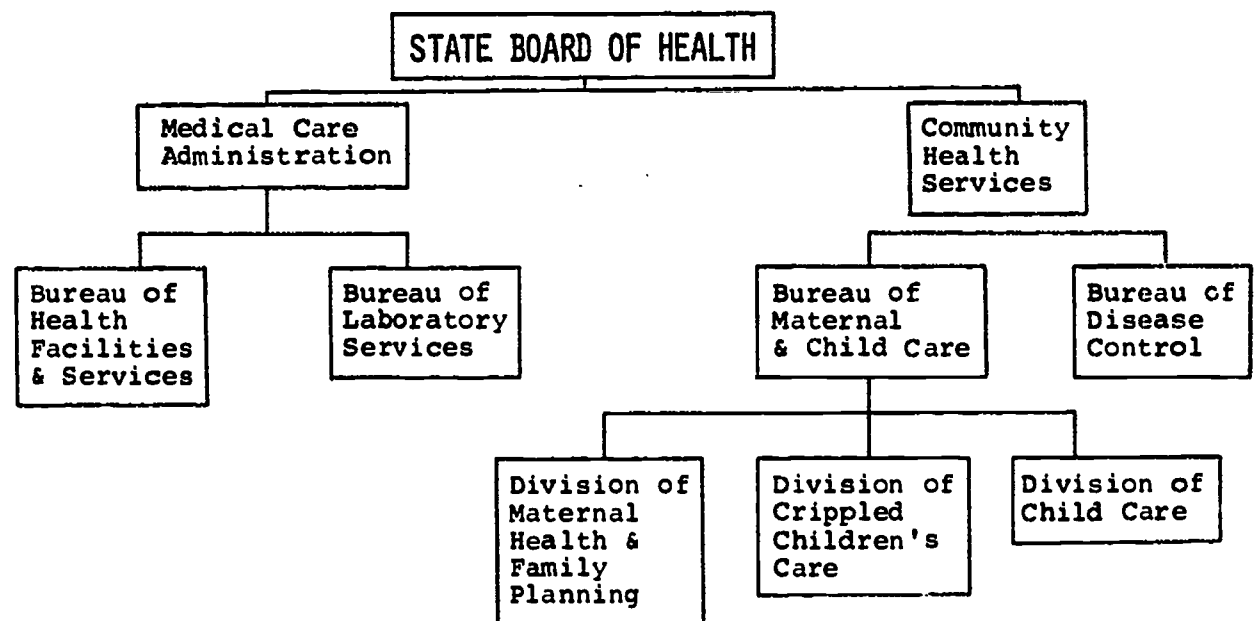 STATE BOARD OF HEALTH
Medical Care
Administration
Community
Health
Services
Bureau of
Health
Facilities
& Services
Bureau of
Laboratory
Services
Bureau of
Maternal
& Child Care
Bureau of
Disease
Control
Division of
Maternal
Health &
Family
Planning
Division of
Crippled
Children's
Care
Division of
Child Care